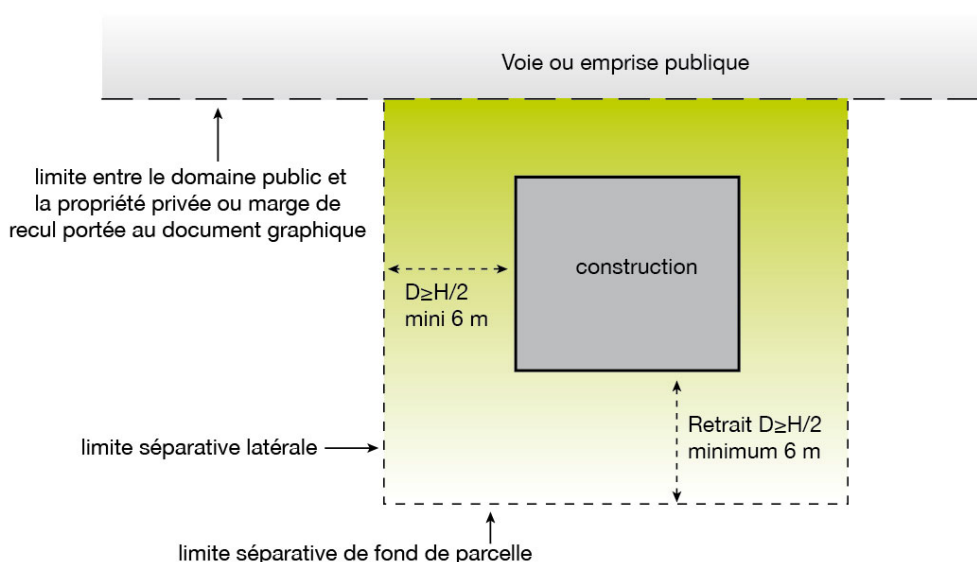 Voie ou emprise publique
limite entre le domaine public et
la propriété privée ou marge de
recul portée au document graphique
construction
D≥H/2
mini 6 m
Retrait D≥H/2
minimum 6 m
limite séparative latérale
limite séparative de fond de parcelle